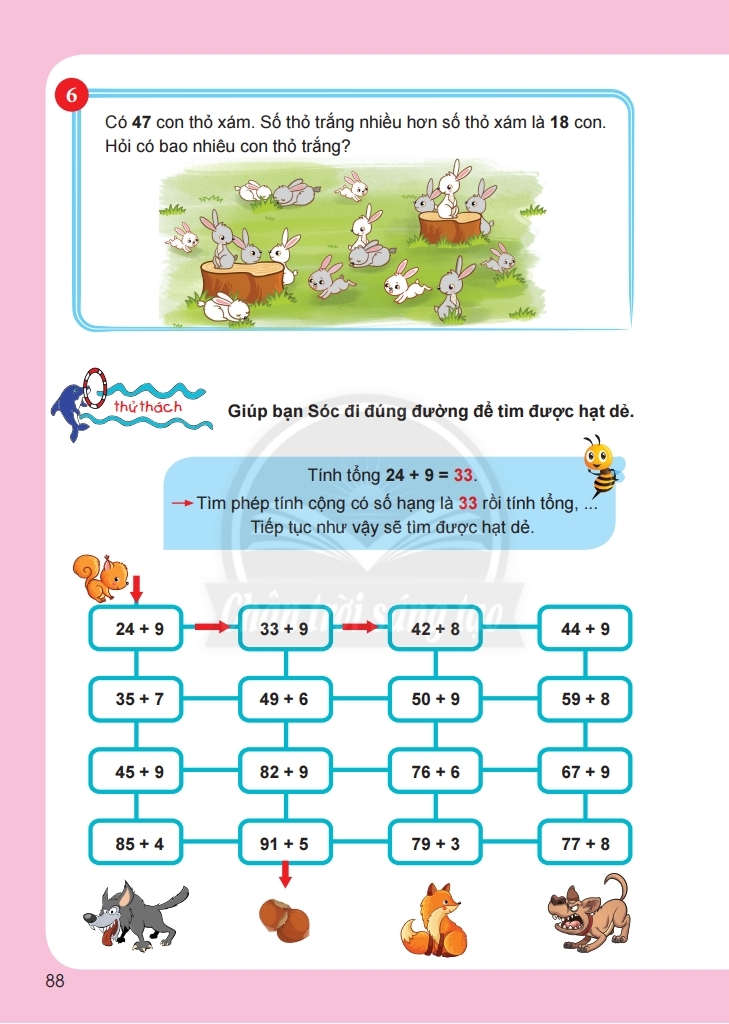 6
Có 47 con thỏ xám. Số thỏ trắng nhiều hơn số thỏ xám là 18 con.
Hỏi có bao nhiêu con thỏ trắng?
thử thách
Giúp bạn Sóc đi đúng đường để tìm được hạt dẻ.
Tính tổng 24 + 9 = 33.
→ Tìm phép tính cộng có số hạng là 33 rồi tính tổng, ...
Tiếp tục như vậy sẽ tìm được hạt dẻ.
Chân trời sáng tạo
24 + 9 33 + 9 42 + 8 44 + 9
35 + 7 49 + 6 50 + 9 59 + 8
45 + 9 82 + 9 76 + 6 67 + 9
85 + 4 91 + 5 79 + 3 77 + 8
88